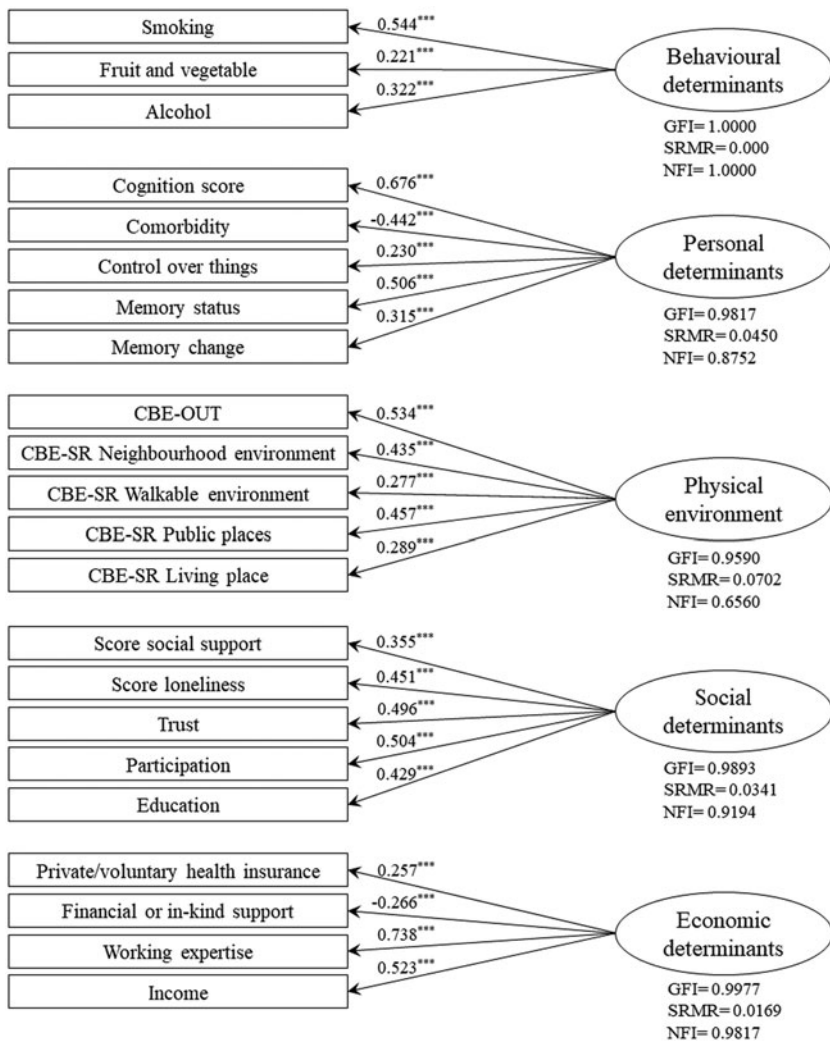 Smoking
Fruit and vegetable
Alcohol
0.544***
0.221***
0.322***
Behavioural
determinants
GFI= 1.0000
SRMR= 0.000
NFI= 1.0000
Cognition score
Comorbidity
Control over things
Memory status
Memory change
0.676***
-0.442***
0.230***
0.506***
0.315***
Personal
determinants
GFI= 0.9817
SRMR= 0.0450
NFI= 0.8752
CBE-OUT
CBE-SR Neighbourhood environment
CBE-SR Walkable environment
CBE-SR Public places
CBE-SR Living place
0.534***
0.435***
0.277***
0.457***
0.289***
Physical
environment
GFI= 0.9590
SRMR= 0.0702
NFI= 0.6560
Score social support
Score loneliness
Trust
Participation
Education
0.355***
0.451***
0.496***
0.504***
0.429***
Social
determinants
GFI= 0.9893
SRMR= 0.0341
NFI= 0.9194
Private/voluntary health insurance
Financial or in-kind support
Working expertise
Income
0.257***
-0.266***
0.738***
0.523***
Economic
determinants
GFI= 0.9977
SRMR= 0.0169
NFI= 0.9817